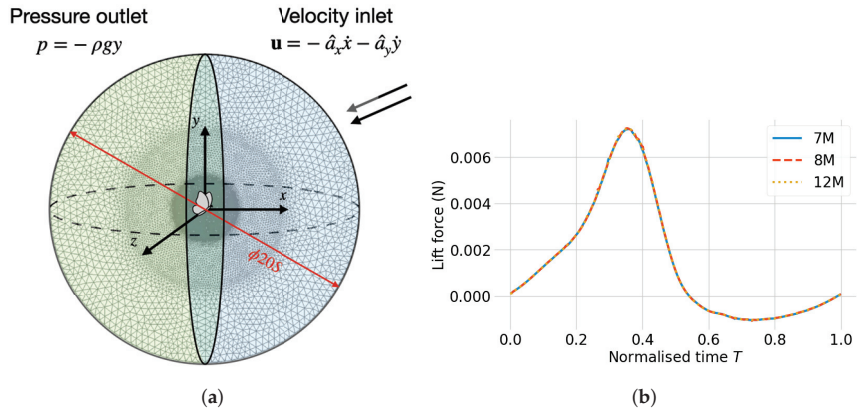 Pressure outlet
p = − ρgy
Velocity inlet
u = − âₓẋ − âᵧẏ
y
x
z
ϕ20S
(a)
7M
8M
12M
Lift force (N)
0.006
0.004
0.002
0.000
0.0 0.2 0.4 0.6 0.8 1.0
Normalised time T
(b)